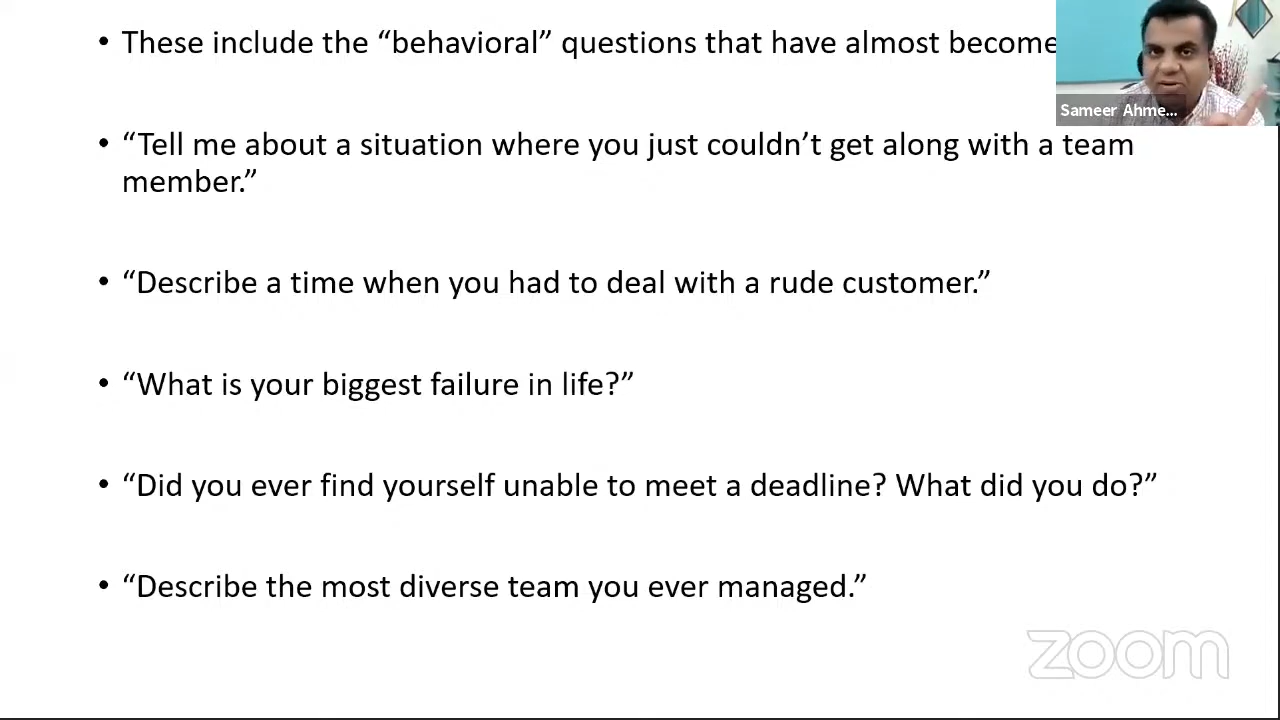 • These include the “behavioral” questions that have almost become
Sameer Ahme...
• “Tell me about a situation where you just couldn’t get along with a team
member.”
• “Describe a time when you had to deal with a rude customer.”
• “What is your biggest failure in life?”
• “Did you ever find yourself unable to meet a deadline? What did you do?”
• “Describe the most diverse team you ever managed.”
zoom